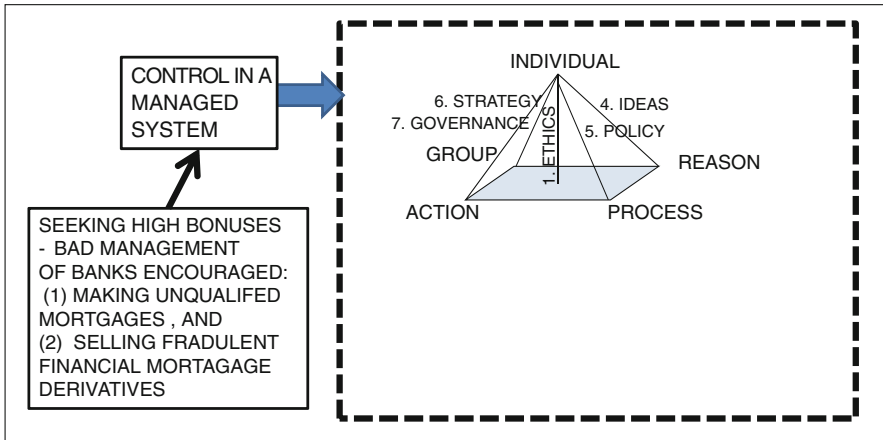 CONTROL IN A
MANAGED
SYSTEM
SEEKING HIGH BONUSES
- BAD MANAGEMENT
OF BANKS ENCOURAGED:
(1) MAKING UNQUALIFED
MORTGAGES , AND
(2) SELLING FRADULENT
FINANCIAL MORTAGAGE
DERIVATIVES
INDIVIDUAL
6. STRATEGY
4. IDEAS
7. GOVERNANCE
5. POLICY
1. ETHICS
GROUP
REASON
ACTION
PROCESS